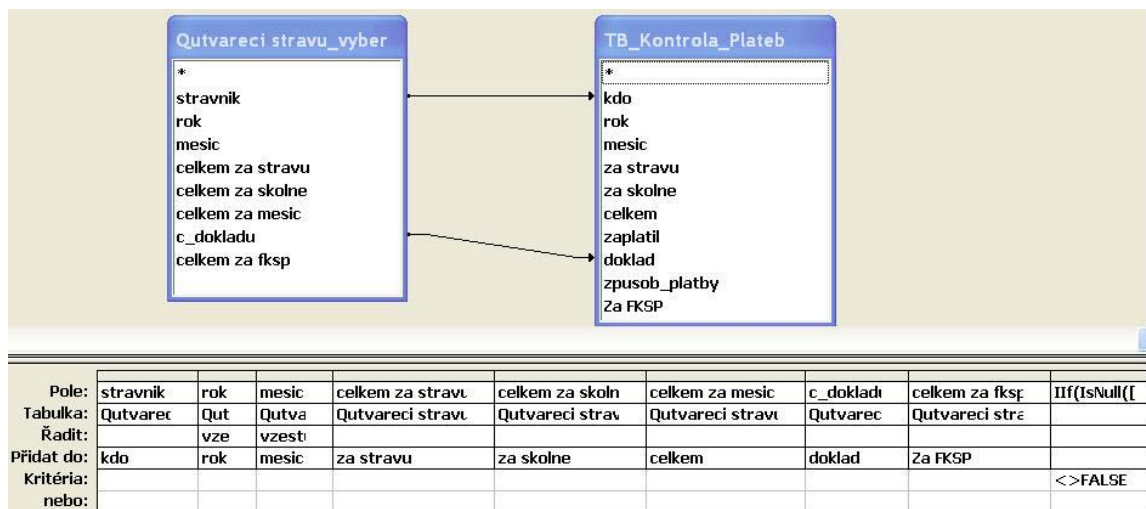 Qutvareci stravu_vyber
*
stravnik
rok
mesic
celkem za stravu
celkem za skolne
celkem za mesic
c_dokladu
celkem za fksp
TB_Kontrola_Plateb
*
kdo
rok
mesic
za stravu
za skolne
celkem
zaplatil
doklad
zpusob_platby
Za FKSP
Pole: stravnik rok mesic celkem za stravu celkem za skoln celkem za mesic c_dokladu celkem za fksp IIf(IsNull([
Tabulka: Qutvarec Qut Qutva Qutvareci stravu Qutvareci strav Qutvareci stravu Qutvarec Qutvareci stra
Řadit: vze vzestu
Přidat do: kdo rok mesic za stravu za skolne celkem doklad Za FKSP
Kritéria: <>FALSE
nebo: